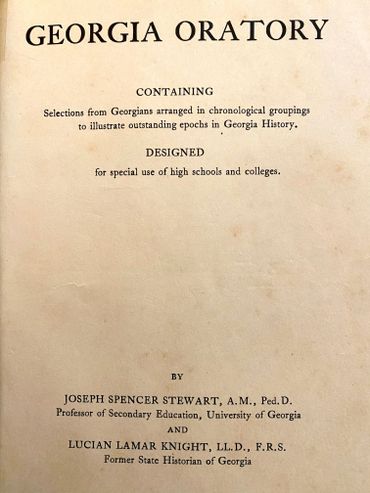 GEORGIA ORATORY
CONTAINING
Selections from Georgians arranged in chronological groupings
to illustrate outstanding epochs in Georgia History.
DESIGNED
for special use of high schools and colleges.
BY
JOSEPH SPENCER STEWART, A.M., Ped.D.
Professor of Secondary Education, University of Georgia
AND
LUCIAN LAMAR KNIGHT, LL.D., F.R.S.
Former State Historian of Georgia